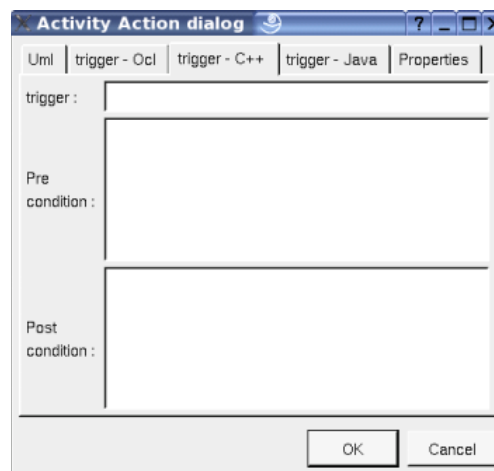 Activity Action dialog
Uml trigger - Ocl trigger - C++ trigger - Java Properties
trigger :
Pre
condition :
Post
condition :
OK Cancel